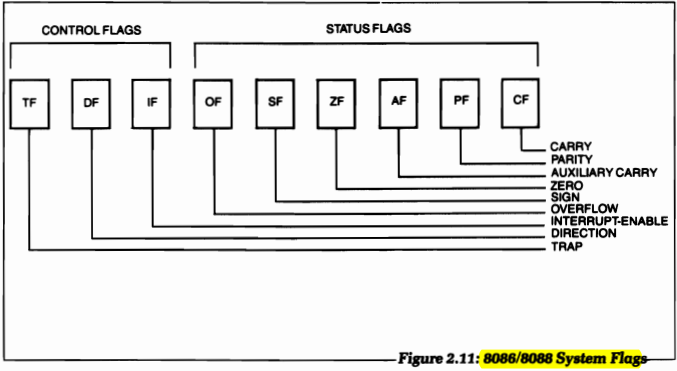 CONTROL FLAGS
STATUS FLAGS
TF DF IF OF SF ZF AF PF CF
CARRY
PARITY
AUXILIARY CARRY
ZERO
SIGN
OVERFLOW
INTERRUPT-ENABLE
DIRECTION
TRAP
Figure 2.11: 8086/8088 System Flags